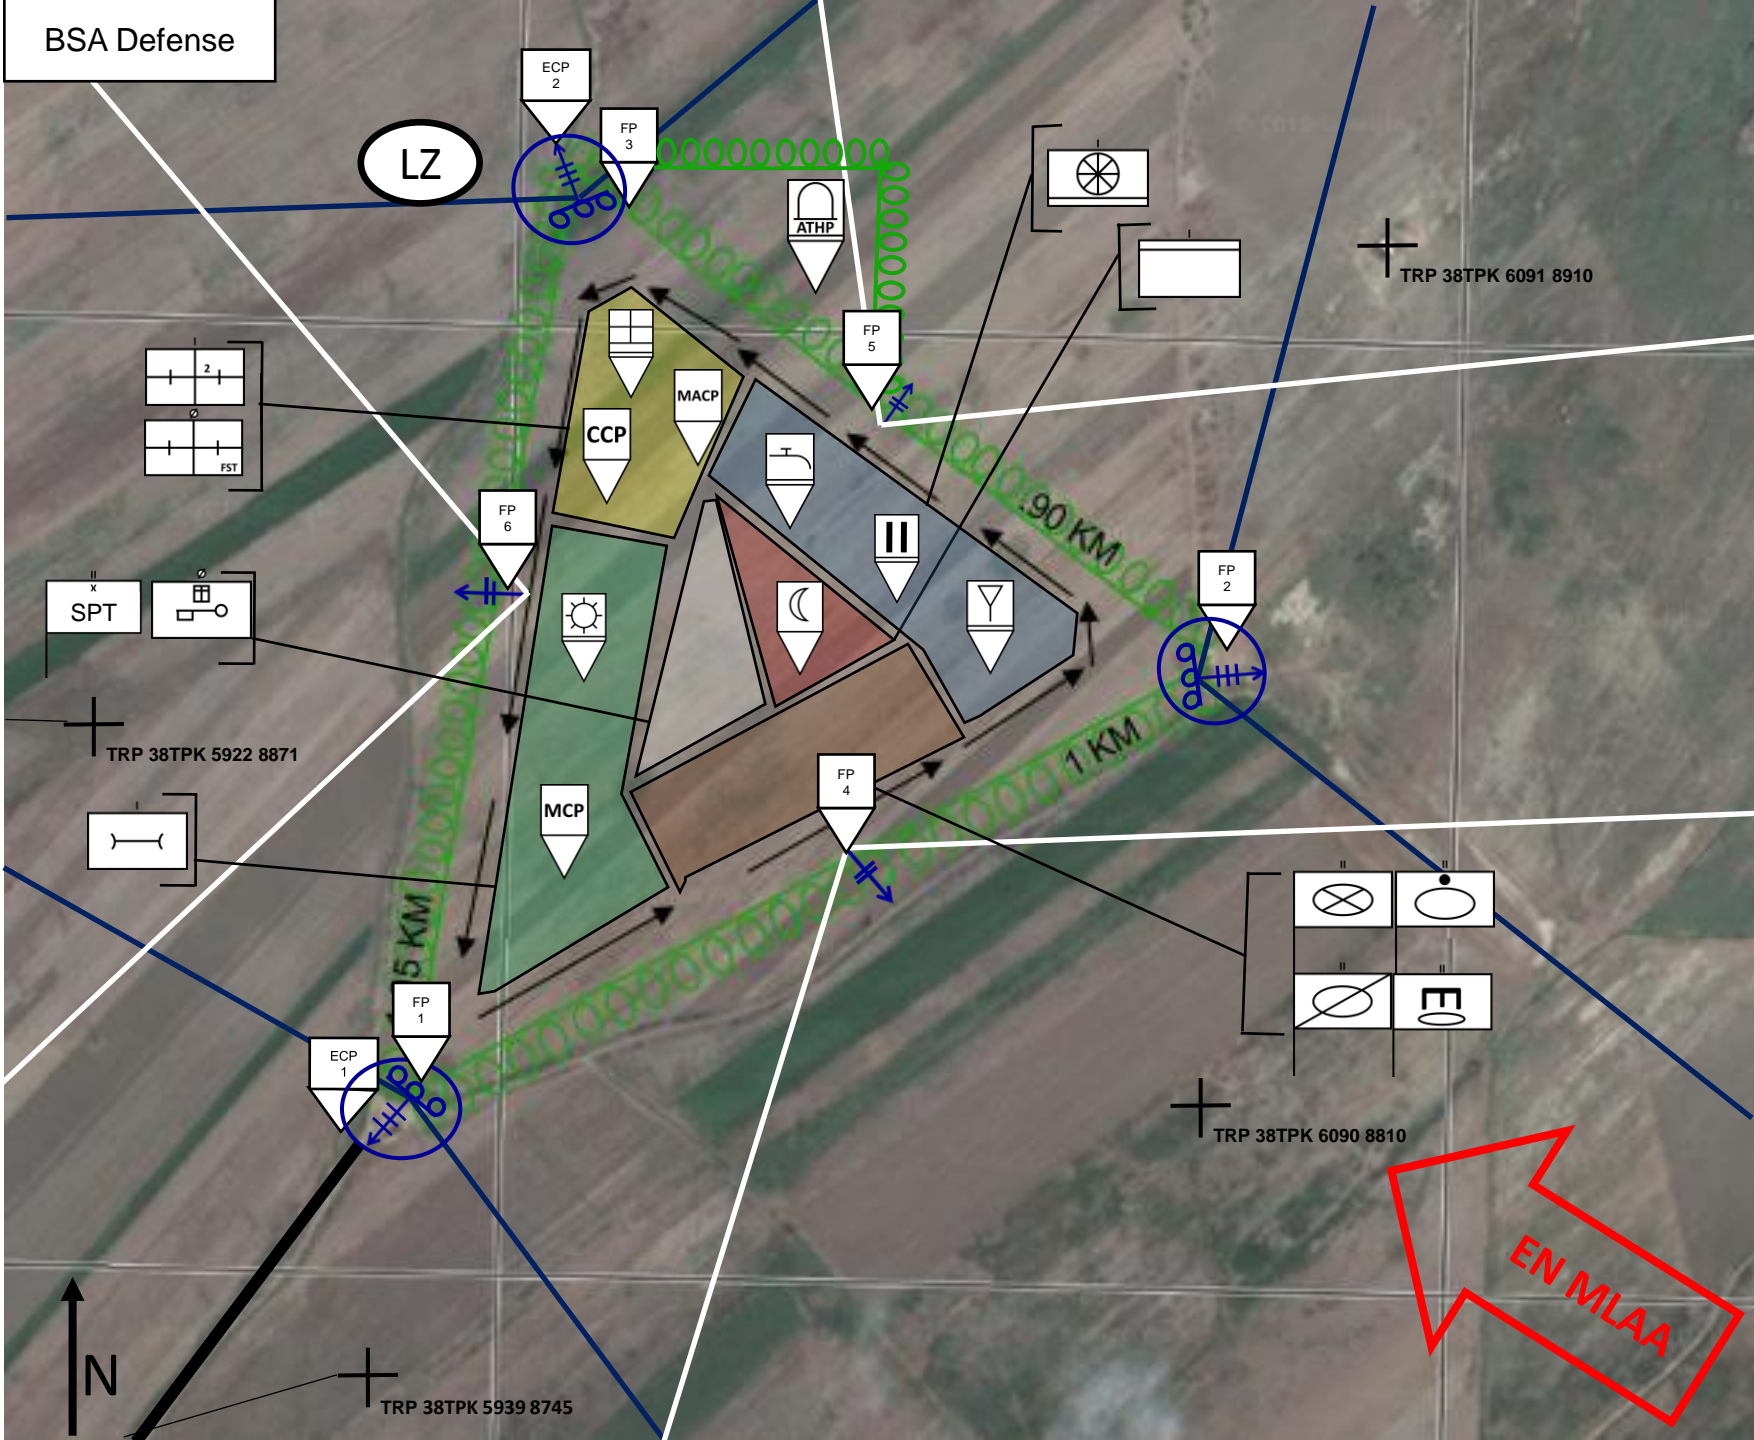 BSA Defense
ECP
2
FP
3
LZ
ATHP
TRP 38TPK 6091 8910
FP
5
2
FST
MACP
CCP
FP
6
.90 KM
FP
2
II
X
SPT
TRP 38TPK 5922 8871
1 KM
FP
4
MCP
5 KM
FP
1
ECP
1
TRP 38TPK 6090 8810
EN MLAA
N
TRP 38TPK 5939 8745